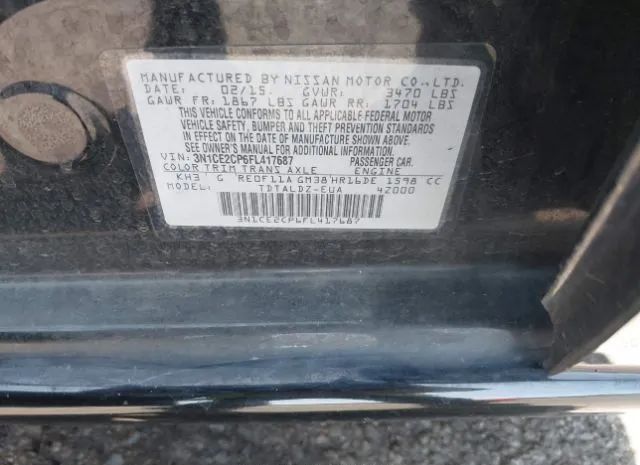 MANUFACTURED BY NISSAN MOTOR CO.,LTD.
DATE: 02/15 GVWR: 3470 LBS
GAWR FR: 1867 LBS GAWR RR: 1704 LBS
THIS VEHICLE CONFORMS TO ALL APPLICABLE FEDERAL MOTOR
VEHICLE SAFETY, BUMPER AND THEFT PREVENTION STANDARDS
IN EFFECT ON THE DATE OF MANUFACTURE SHOWN ABOVE.
SEE OWNER'S MANUAL FOR ADDITIONAL INFORMATION.
VIN: 3N1CE2CP6FL417687 PASSENGER CAR.
COLOR TRIM TRANS AXLE ENGINE
KH3 G RE0F11A GM38 HR16DE 1598 CC
MODEL: TDTALDZ-EUA 42000
3N1CE2CP6FL417687